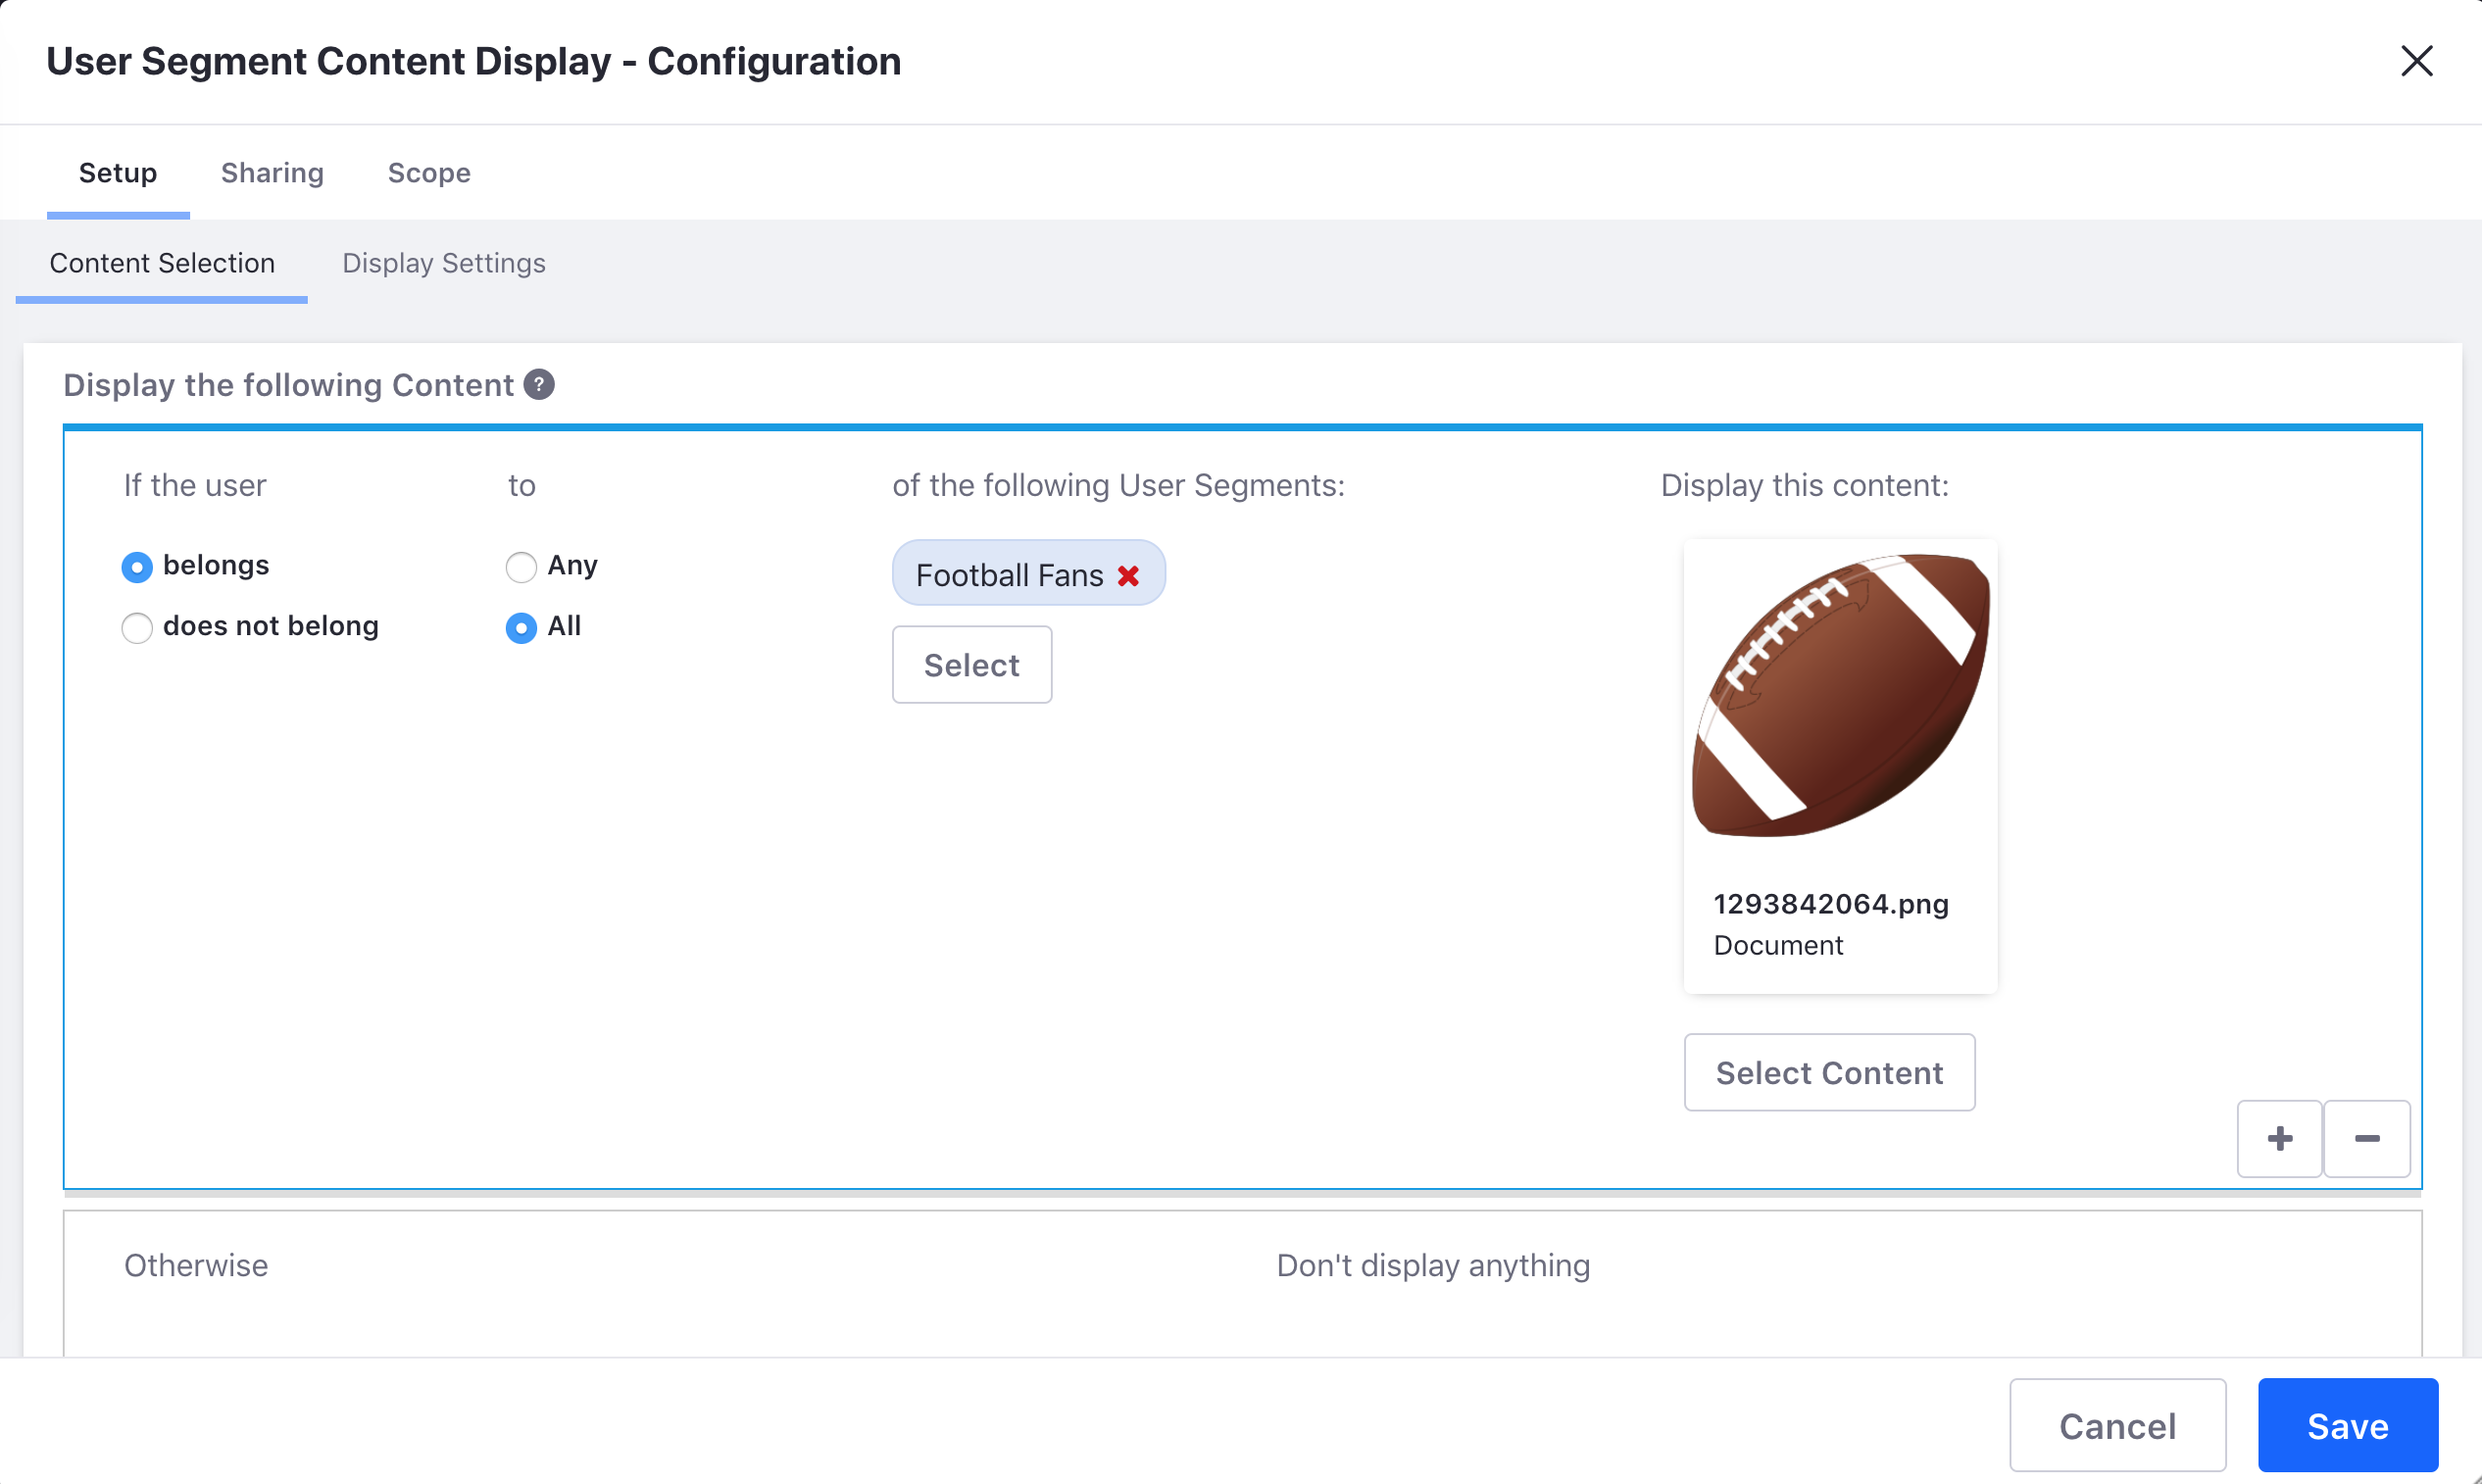 User Segment Content Display - Configuration
Setup Sharing Scope
Content Selection Display Settings
Display the following Content ?
If the user to of the following User Segments: Display this content:
belongs Any Football Fans
does not belong All
Select
1293842064.png
Document
Select Content
+ −
Otherwise Don't display anything
Cancel Save